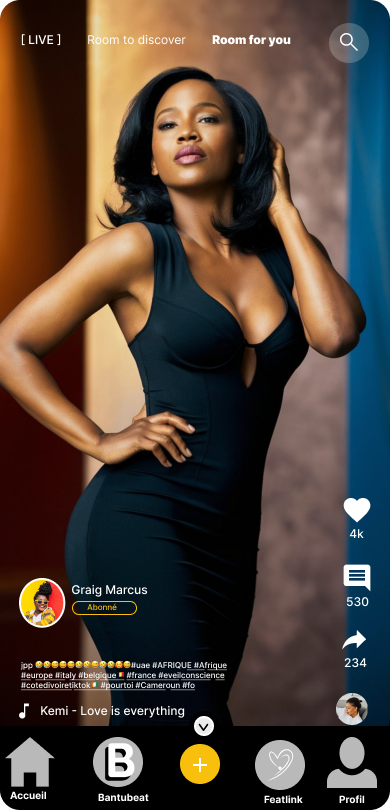 [ LIVE ] Room to discover Room for you
4k
530
Graig Marcus
Abonné
234
jpp 🤣😂😂😂😂😂🤣😂😂🤣😂#uae #AFRIQUE #Afrique
#europe #italy #belgique🇧🇪 #france #eveilconscience
#cotedivoiretiktok🇨🇮 #pourtoi #Cameroun #fo
Kemi - Love is everything
B
Accueil Bantubeat Featlink Profil